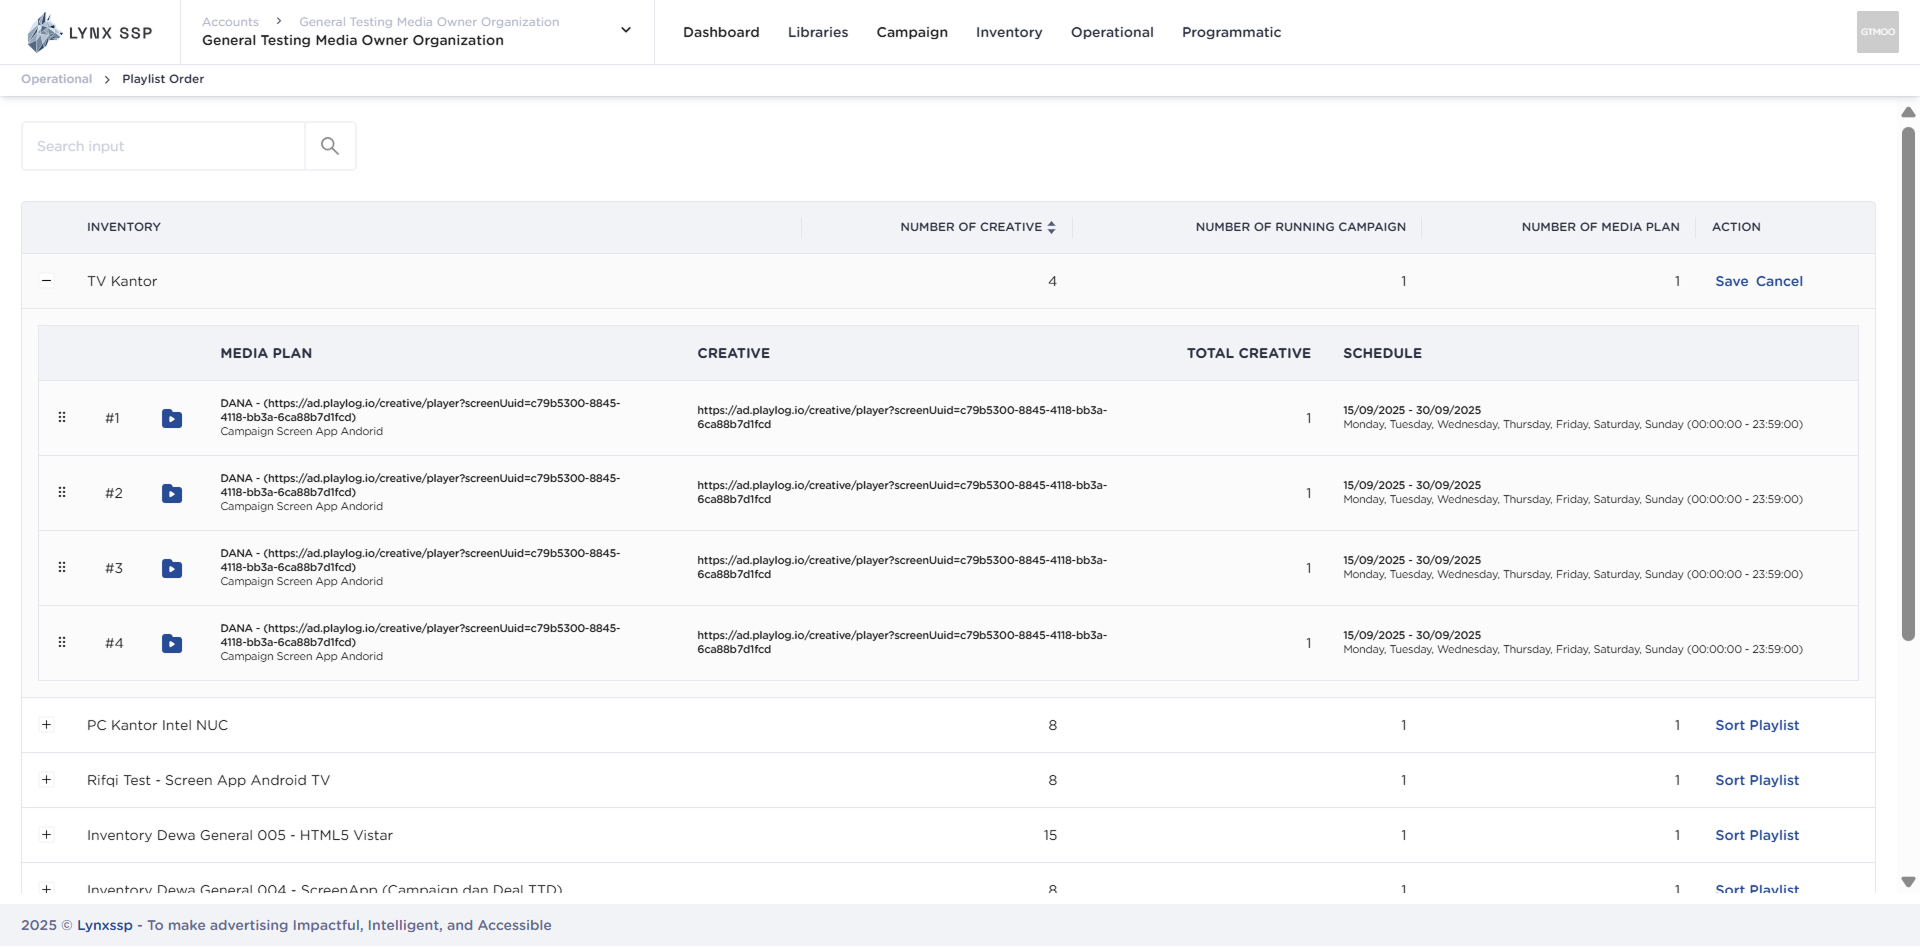 LYNX SSP
Accounts > General Testing Media Owner Organization
General Testing Media Owner Organization
Dashboard Libraries Campaign Inventory Operational Programmatic
GTMOO
Operational > Playlist Order
Search input
INVENTORY NUMBER OF CREATIVE NUMBER OF RUNNING CAMPAIGN NUMBER OF MEDIA PLAN ACTION
TV Kantor 4 1 1 Save Cancel
MEDIA PLAN CREATIVE TOTAL CREATIVE SCHEDULE
#1
DANA - (https://ad.playlog.io/creative/player?screenUuid=c79b5300-8845-
4118-bb3a-6ca88b7d1fcd)
Campaign Screen App Andorid
https://ad.playlog.io/creative/player?screenUuid=c79b5300-8845-4118-bb3a-
6ca88b7d1fcd
1
15/09/2025 - 30/09/2025
Monday, Tuesday, Wednesday, Thursday, Friday, Saturday, Sunday (00:00:00 - 23:59:00)
#2
DANA - (https://ad.playlog.io/creative/player?screenUuid=c79b5300-8845-
4118-bb3a-6ca88b7d1fcd)
Campaign Screen App Andorid
https://ad.playlog.io/creative/player?screenUuid=c79b5300-8845-4118-bb3a-
6ca88b7d1fcd
1
15/09/2025 - 30/09/2025
Monday, Tuesday, Wednesday, Thursday, Friday, Saturday, Sunday (00:00:00 - 23:59:00)
#3
DANA - (https://ad.playlog.io/creative/player?screenUuid=c79b5300-8845-
4118-bb3a-6ca88b7d1fcd)
Campaign Screen App Andorid
https://ad.playlog.io/creative/player?screenUuid=c79b5300-8845-4118-bb3a-
6ca88b7d1fcd
1
15/09/2025 - 30/09/2025
Monday, Tuesday, Wednesday, Thursday, Friday, Saturday, Sunday (00:00:00 - 23:59:00)
#4
DANA - (https://ad.playlog.io/creative/player?screenUuid=c79b5300-8845-
4118-bb3a-6ca88b7d1fcd)
Campaign Screen App Andorid
https://ad.playlog.io/creative/player?screenUuid=c79b5300-8845-4118-bb3a-
6ca88b7d1fcd
1
15/09/2025 - 30/09/2025
Monday, Tuesday, Wednesday, Thursday, Friday, Saturday, Sunday (00:00:00 - 23:59:00)
PC Kantor Intel NUC 8 1 1 Sort Playlist
Rifqi Test - Screen App Android TV 8 1 1 Sort Playlist
Inventory Dewa General 005 - HTML5 Vistar 15 1 1 Sort Playlist
Inventory Dewa General 004 - ScreenApp (Campaign dan Deal TTD) 8 1 1 Sort Playlist
2025 © Lynxssp - To make advertising Impactful, Intelligent, and Accessible